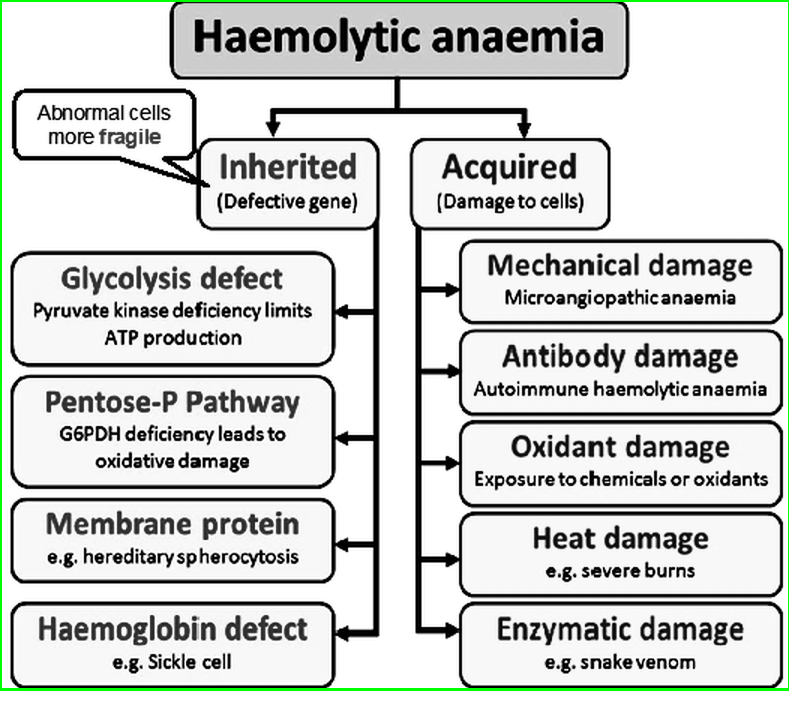 Haemolytic anaemia
Abnormal cells
more fragile
Inherited
(Defective gene)
Acquired
(Damage to cells)
Glycolysis defect
Pyruvate kinase deficiency limits
ATP production
Pentose-P Pathway
G6PDH deficiency leads to
oxidative damage
Membrane protein
e.g. hereditary spherocytosis
Haemoglobin defect
e.g. Sickle cell
Mechanical damage
Microangiopathic anaemia
Antibody damage
Autoimmune haemolytic anaemia
Oxidant damage
Exposure to chemicals or oxidants
Heat damage
e.g. severe burns
Enzymatic damage
e.g. snake venom